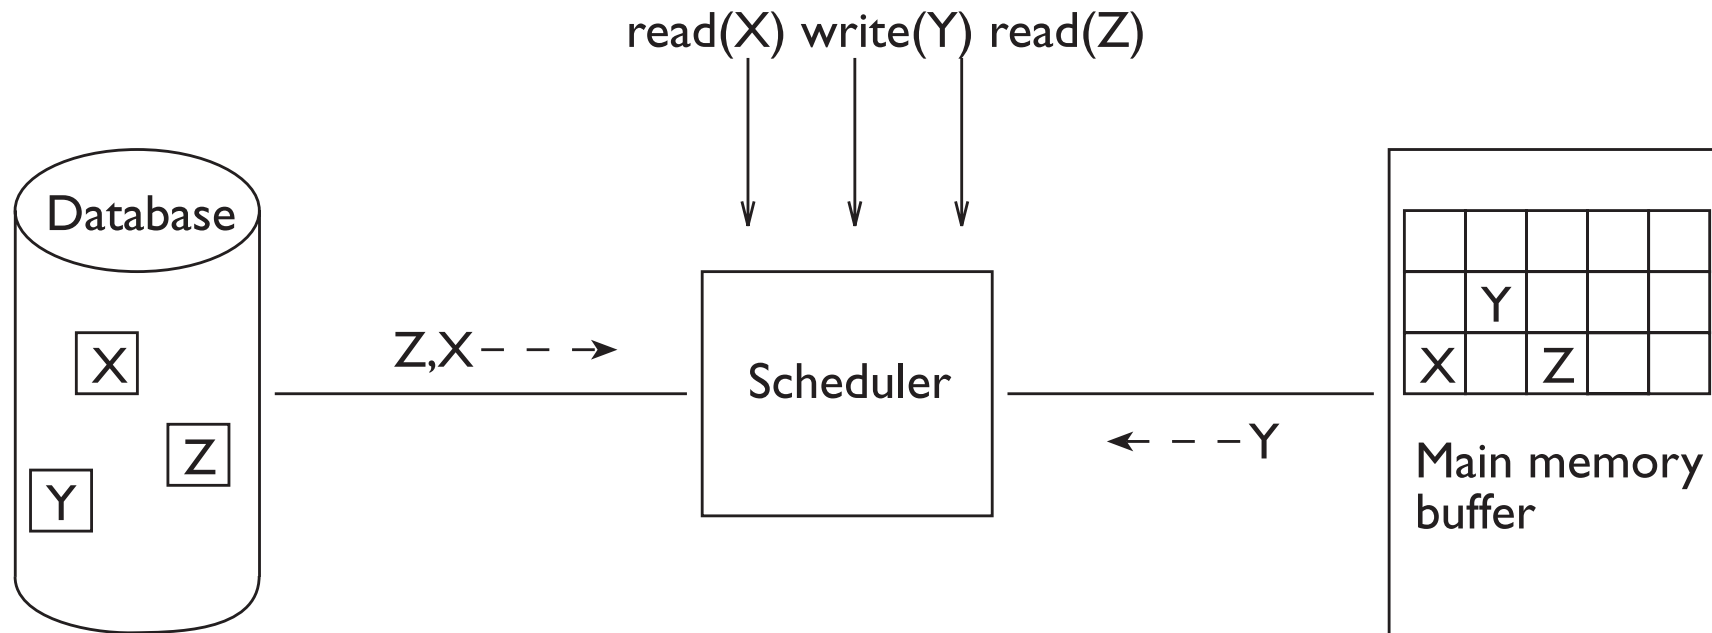 read(X) write(Y) read(Z)
Database
X
Z
Y
Z,X
Scheduler
Y
Y
X
Z
Main memory
buffer